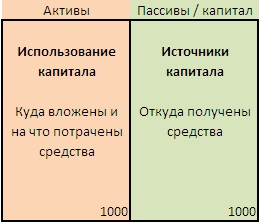 Активы
Пассивы / капитал
Использование
капитала
Куда вложены и
на что потрачены
средства
1000
Источники
капитала
Откуда получены
средства
1000